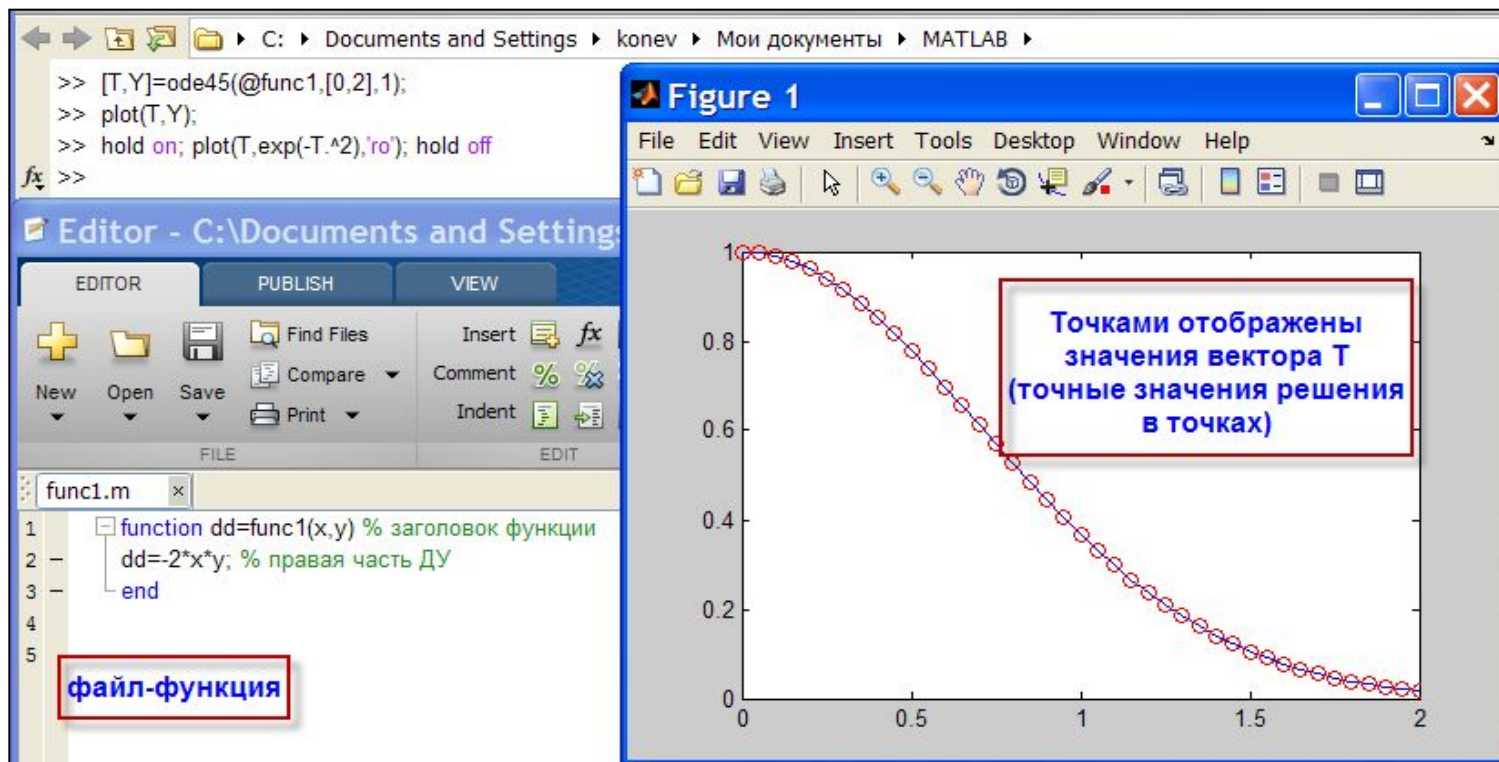 C: ▸ Documents and Settings ▸ konev ▸ Мои документы ▸ MATLAB ▸
>> [T,Y]=ode45(@func1,[0,2],1);
>> plot(T,Y);
>> hold on; plot(T,exp(-T.^2),'ro'); hold off
fx >>
Editor - C:\Documents and Settings
EDITOR PUBLISH VIEW
New Open Save
Find Files
Compare
Print
Insert fx
Comment %
Indent
FILE EDIT
func1.m ×
1 function dd=func1(x,y) % заголовок функции
2 – dd=-2*x*y; % правая часть ДУ
3 – end
4
5
файл-функция
Figure 1
File Edit View Insert Tools Desktop Window Help
1
0.8
0.6
0.4
0.2
0
0 0.5 1 1.5 2
Точками отображены
значения вектора T
(точные значения решения
в точках)